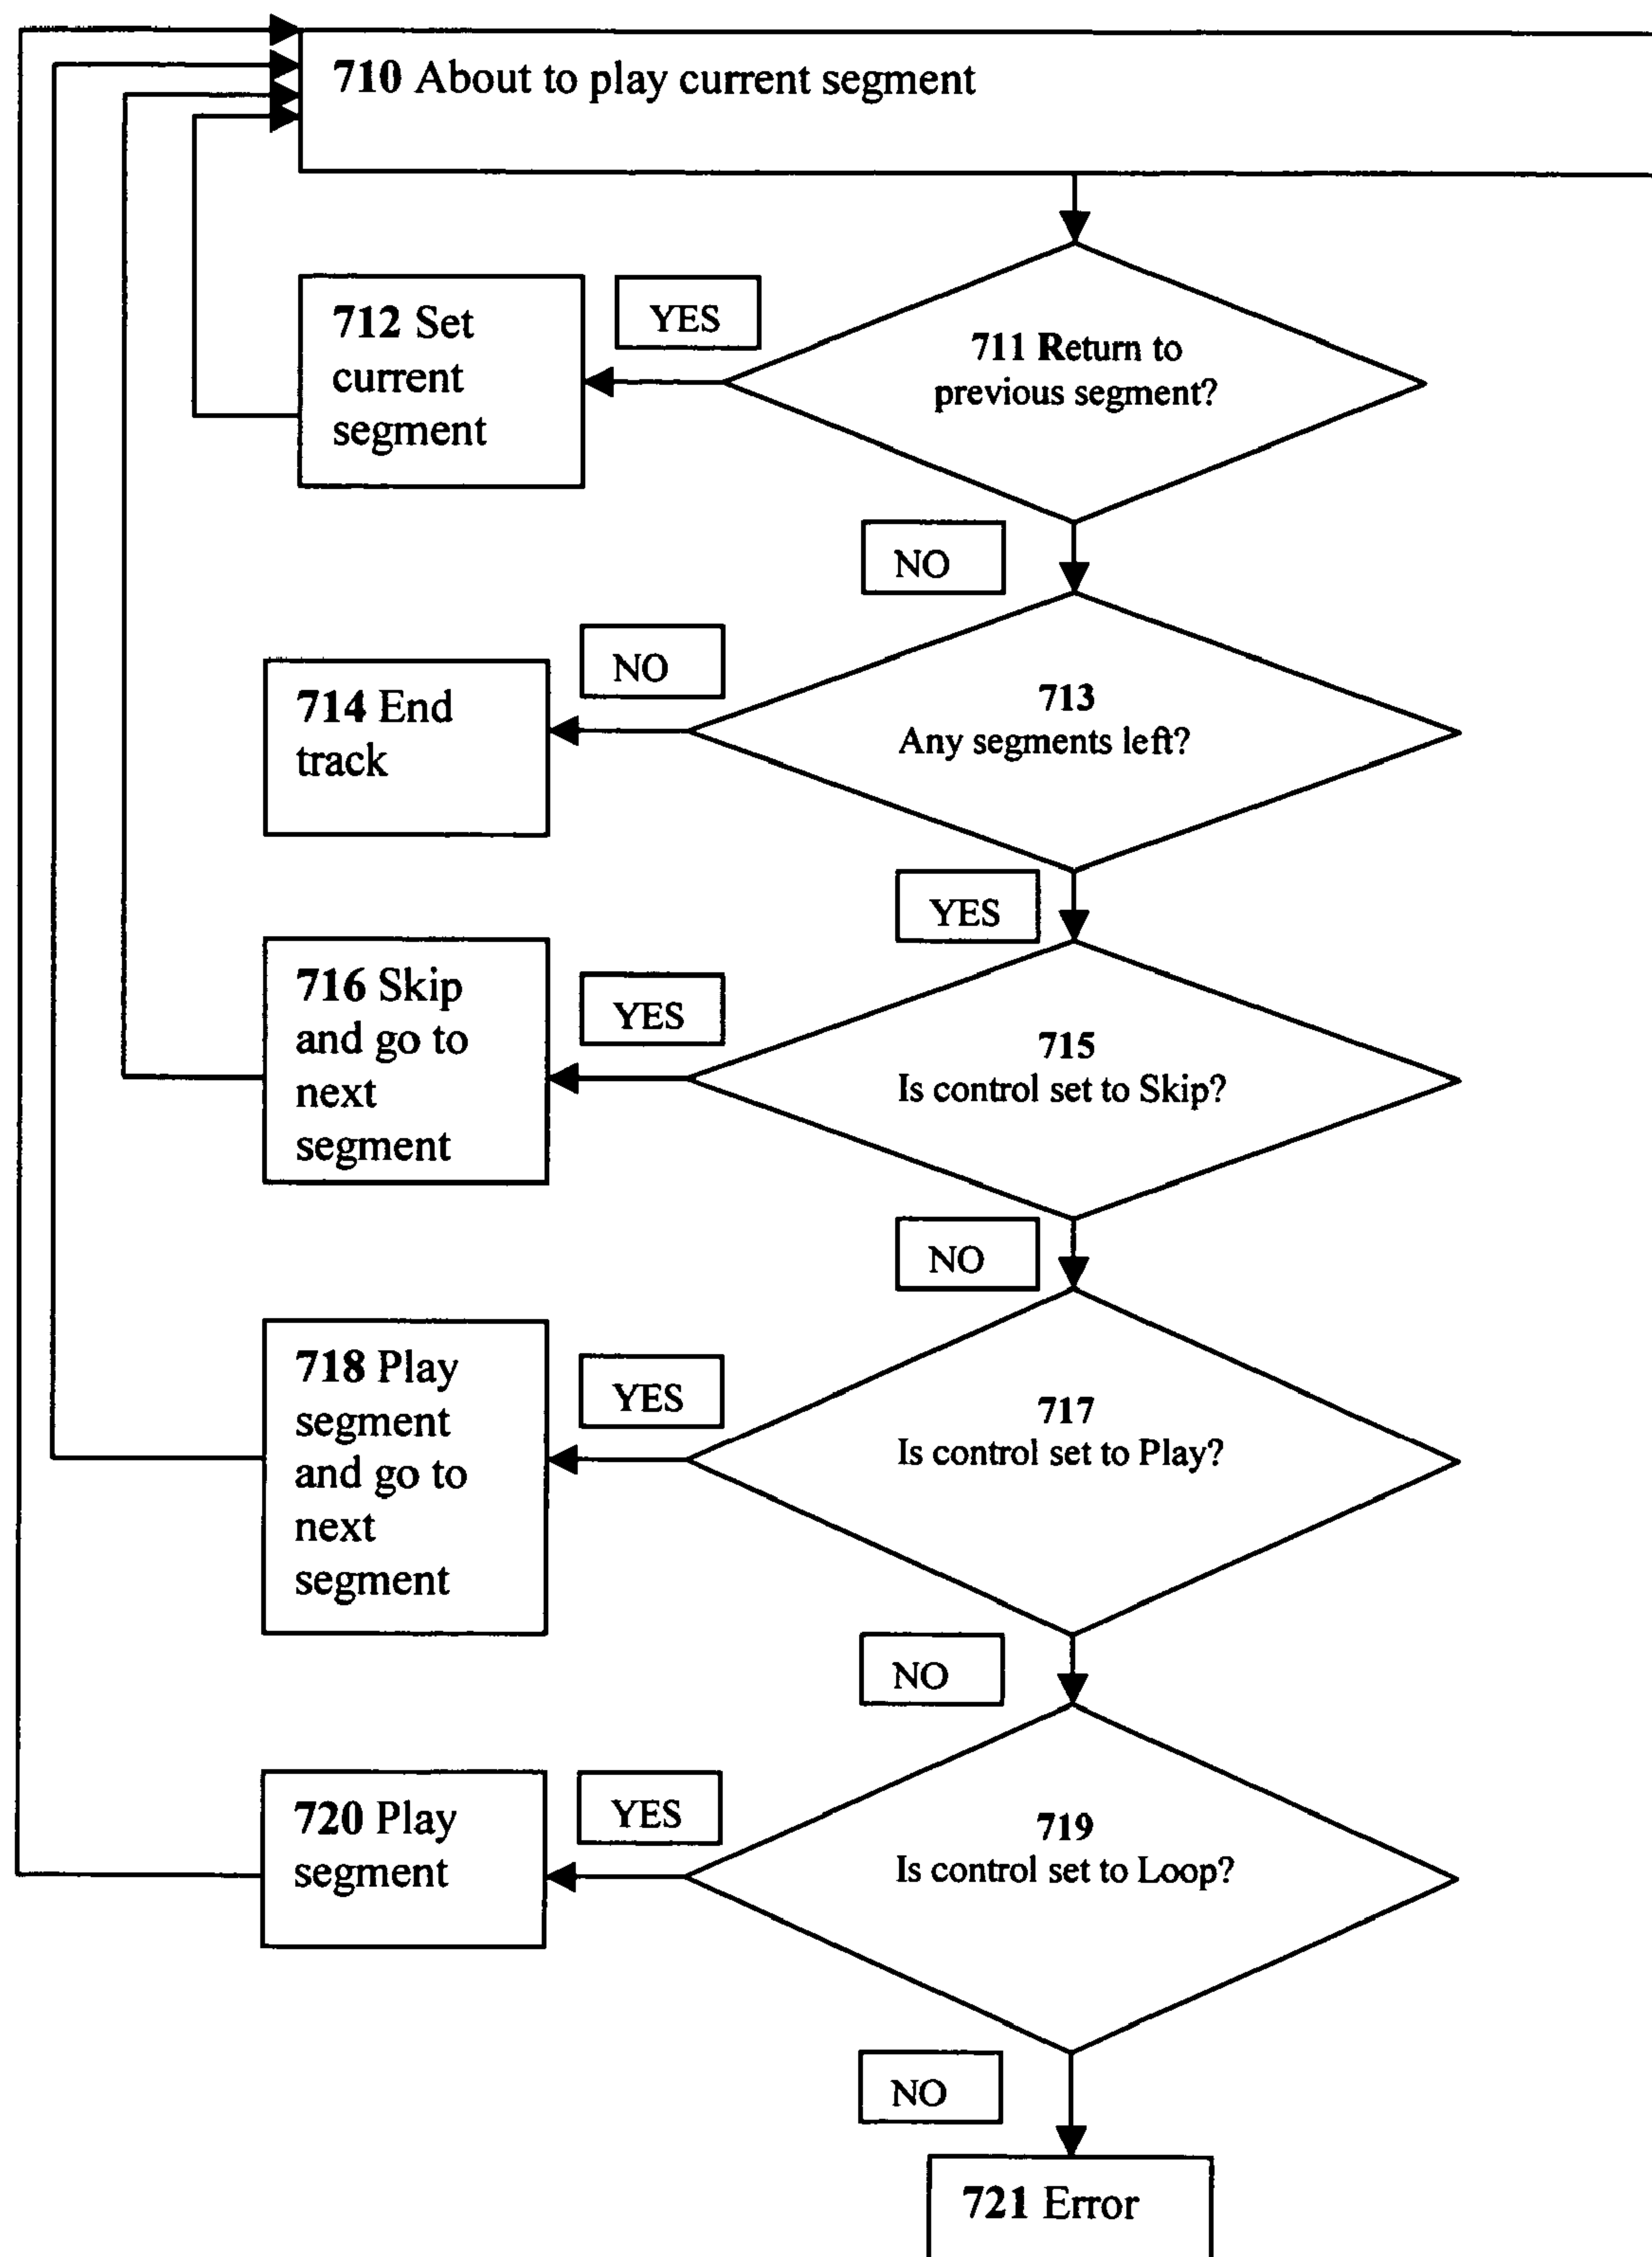 710 About to play current segment
712 Set
current
segment
YES
711 Return to
previous segment?
NO
714 End
track
NO
713
Any segments left?
YES
716 Skip
and go to
next
segment
YES
715
Is control set to Skip?
NO
718 Play
segment
and go to
next
segment
YES
717
Is control set to Play?
NO
720 Play
segment
YES
719
Is control set to Loop?
NO
721 Error